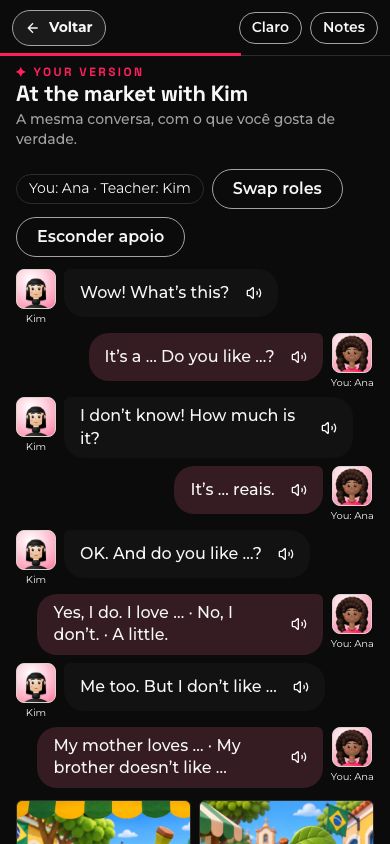 ← Voltar
Claro
Notes
✦ YOUR VERSION
At the market with Kim
A mesma conversa, com o que você gosta de
verdade.
You: Ana · Teacher: Kim
Swap roles
Esconder apoio
Wow! What's this?
Kim
It's a ... Do you like ...?
You: Ana
I don't know! How much is
it?
Kim
It's ... reais.
You: Ana
OK. And do you like ...?
Kim
Yes, I do. I love ... · No, I
don't. · A little.
You: Ana
Me too. But I don't like ...
Kim
My mother loves ... · My
brother doesn't like ...
You: Ana